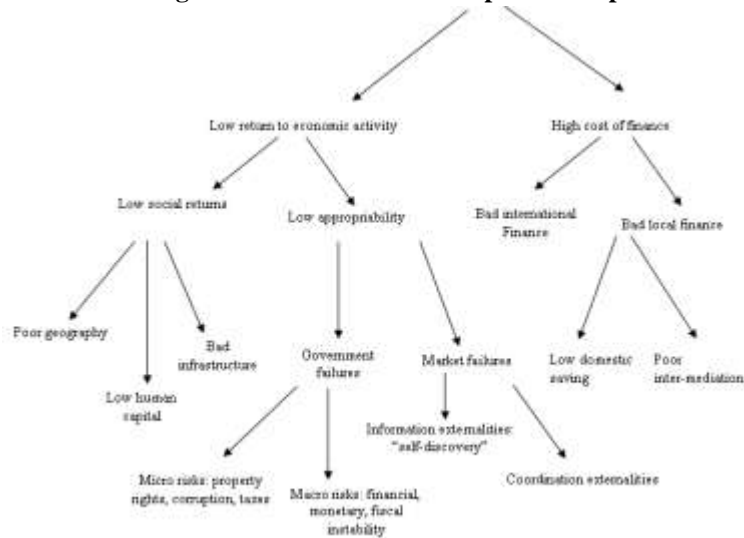 Low return to economic activity
High cost of finance
Low social returns
Low appropriability
Bad international
Finance
Bad local finance
Poor geography
Bad
infrastructure
Low human
capital
Government
failures
Market failures
Low domestic
saving
Poor
inter-mediation
Information externalities:
"self-discovery"
Micro risks: property
rights, corruption, taxes
Macro risks: financial,
monetary, fiscal
instability
Coordination externalities